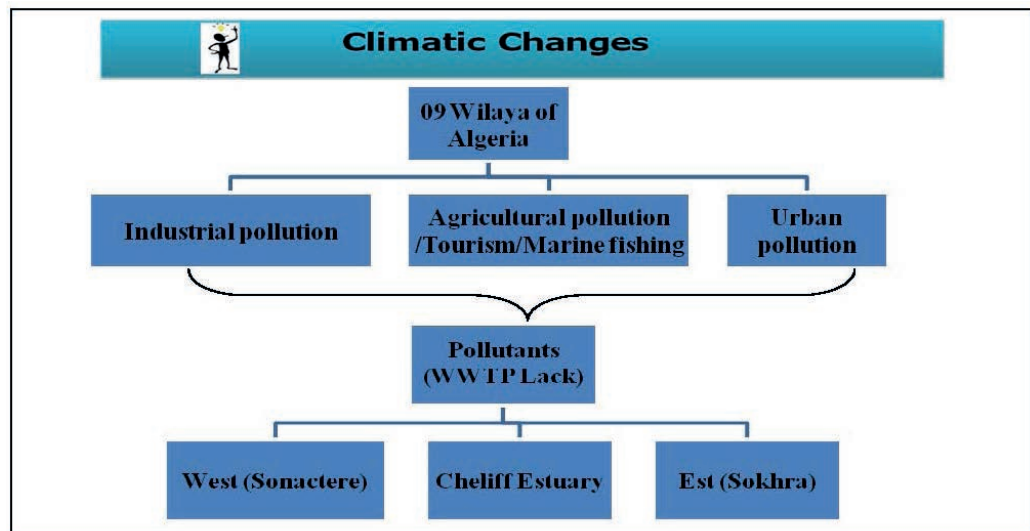 Climatic Changes
09 Wilaya of
Algeria
Industrial pollution
Agricultural pollution
/Tourism/Marine fishing
Urban
pollution
Pollutants
(WWTP Lack)
West (Sonactere)
Cheliff Estuary
Est (Sokhra)